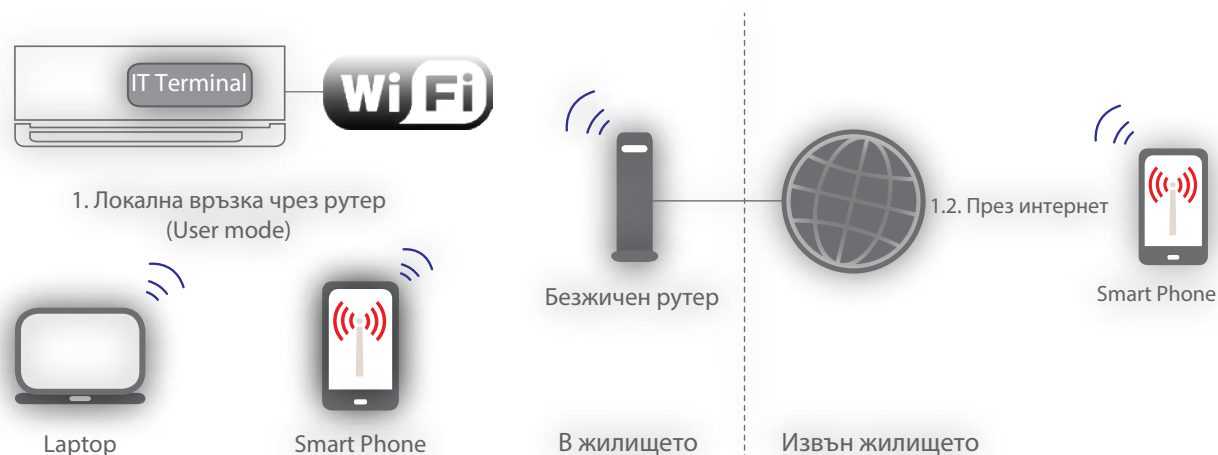 IT Terminal
WiFi
1. Локална връзка чрез рутер
(User mode)
Laptop
Smart Phone
Безжичен рутер
1.2. През интернет
Smart Phone
В жилището
Извън жилището